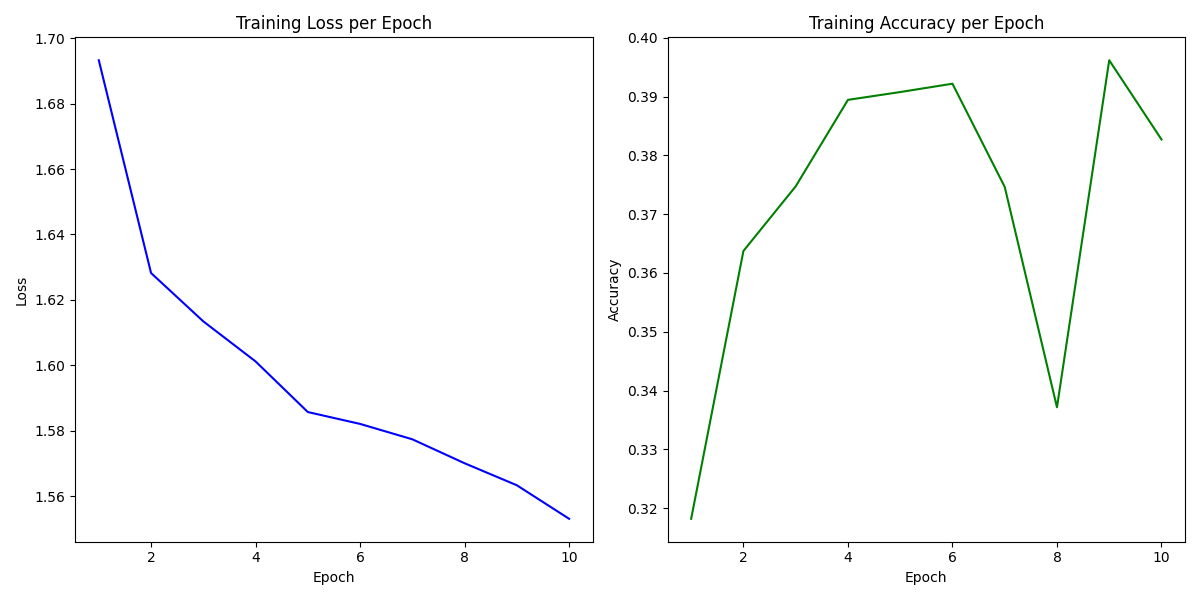 Training Loss per Epoch
1.70
1.68
1.66
1.64
1.62
1.60
1.58
1.56
Loss
2 4 6 8 10
Epoch
Training Accuracy per Epoch
0.40
0.39
0.38
0.37
0.36
0.35
0.34
0.33
0.32
Accuracy
2 4 6 8 10
Epoch